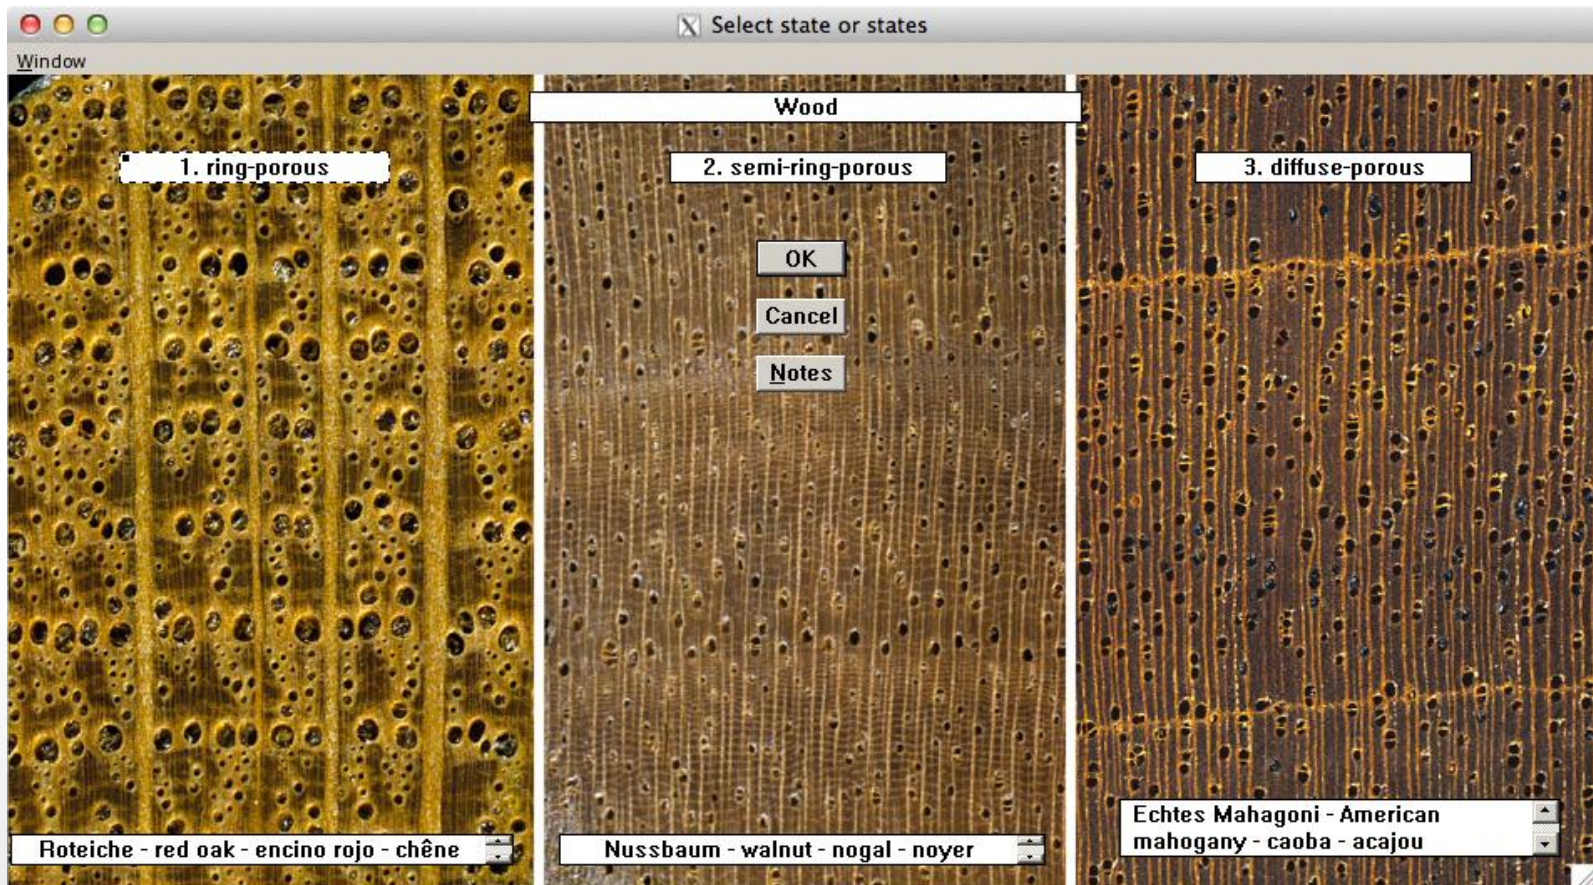 Select state or states
Window
Wood
1. ring-porous
2. semi-ring-porous
3. diffuse-porous
OK
Cancel
Notes
Roteiche - red oak - encino rojo - chêne
Nussbaum - walnut - nogal - noyer
Echtes Mahagoni - American
mahogany - caoba - acajou